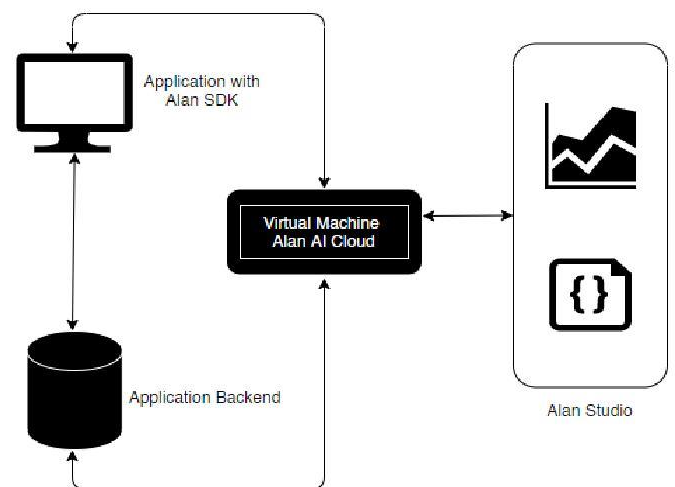 Application with
Alan SDK
Virtual Machine
Alan AI Cloud
{}
Application Backend
Alan Studio